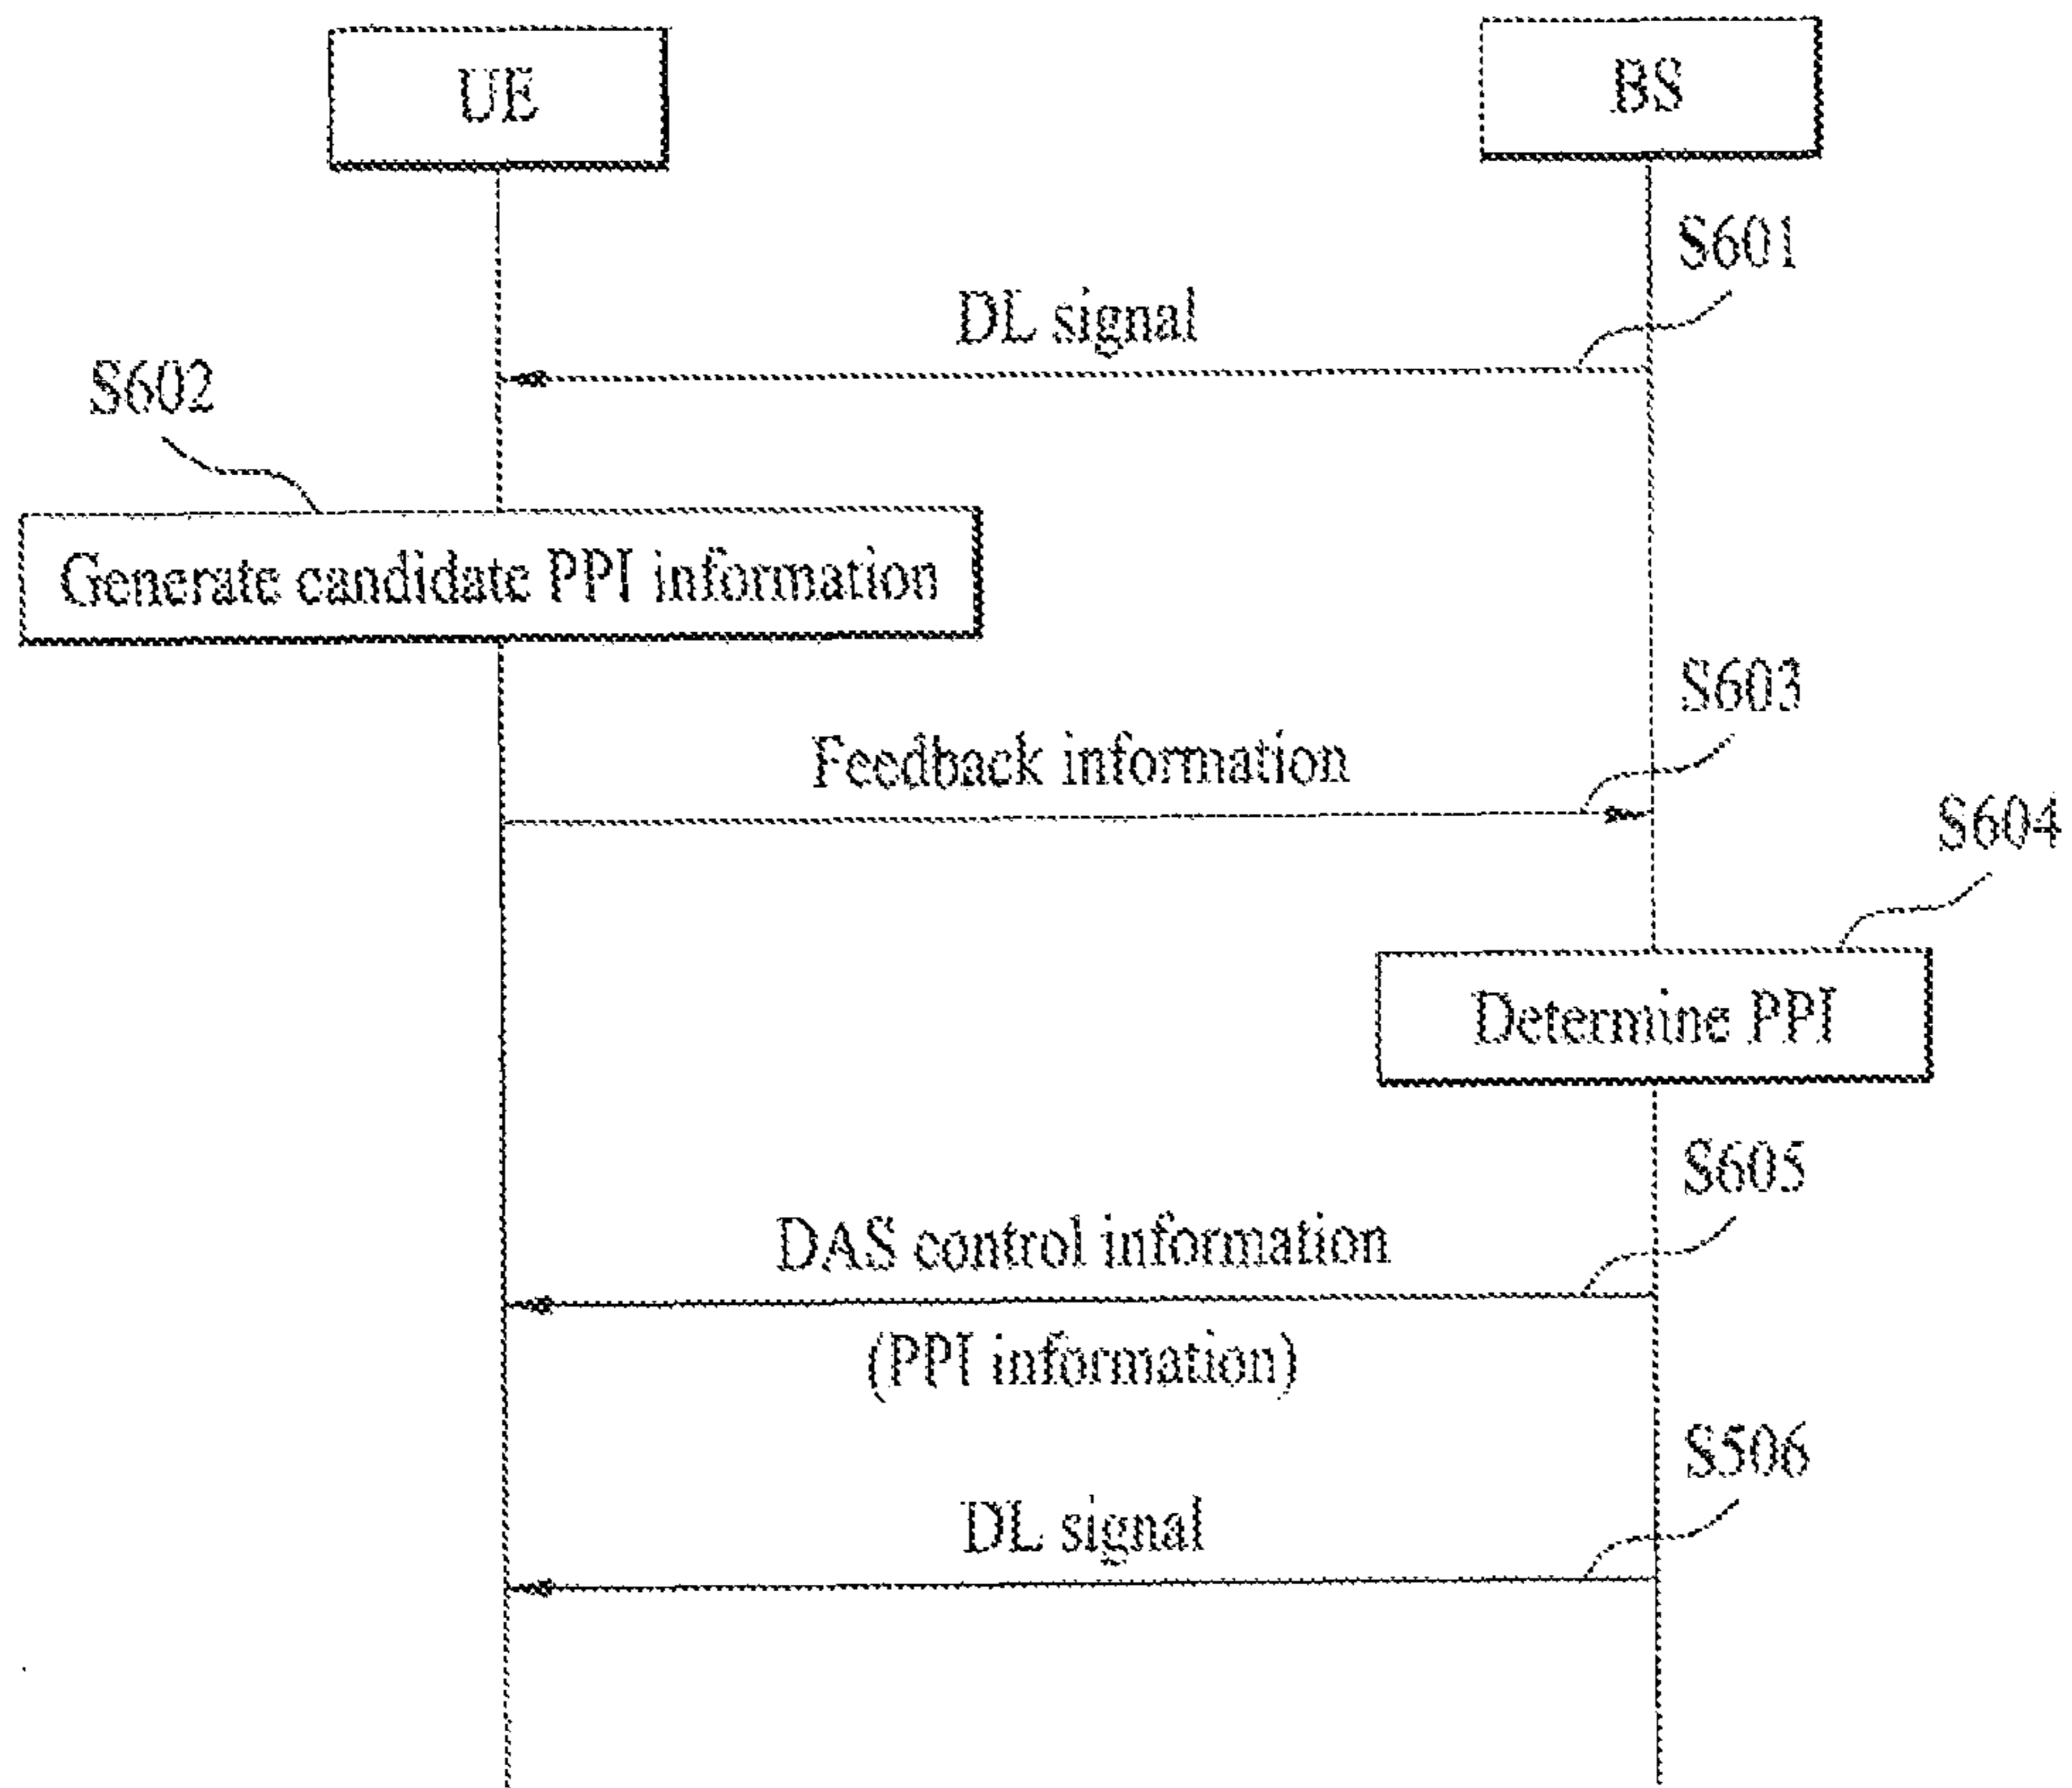 UE
BS
S601
DL signal
S602
Generate candidate PPI information
S603
Feedback information
S604
Determine PPI
S605
DAS control information
(PPI information)
S506
DL signal